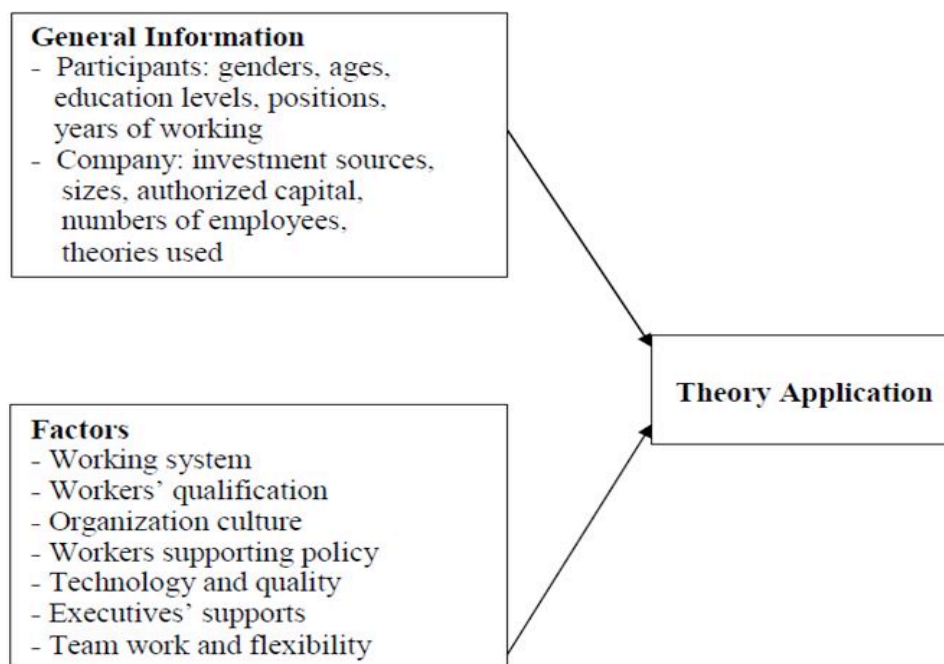 General Information
- Participants: genders, ages,
education levels, positions,
years of working
- Company: investment sources,
sizes, authorized capital,
numbers of employees,
theories used
Theory Application
Factors
- Working system
- Workers’ qualification
- Organization culture
- Workers supporting policy
- Technology and quality
- Executives’ supports
- Team work and flexibility